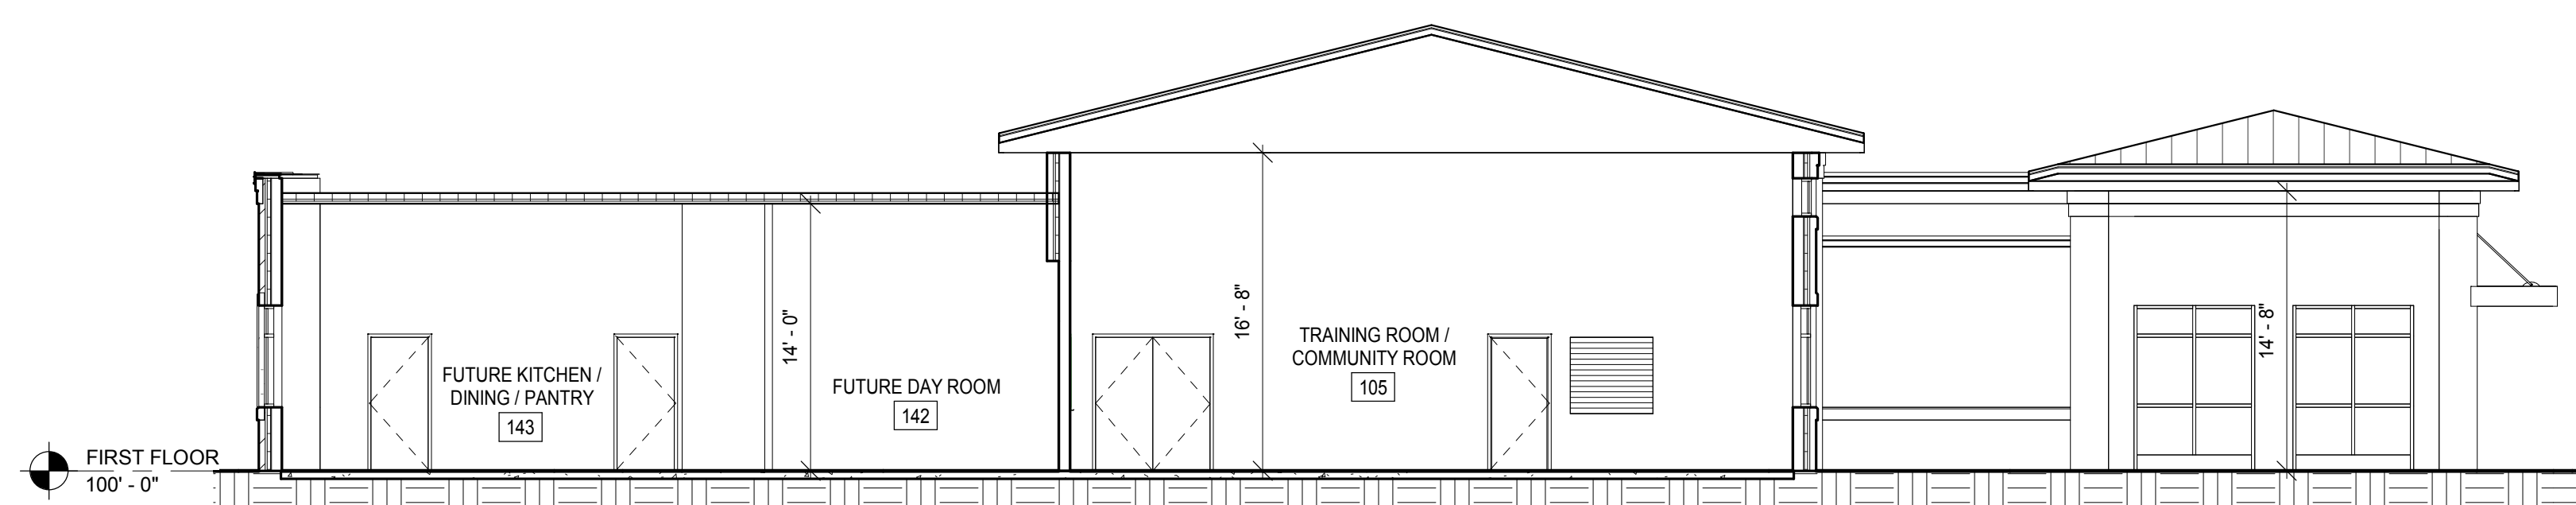 FIRST FLOOR
100' - 0"
FUTURE KITCHEN /
DINING / PANTRY
143
14' - 0"
FUTURE DAY ROOM
142
16' - 8"
TRAINING ROOM /
COMMUNITY ROOM
105
14' - 8"